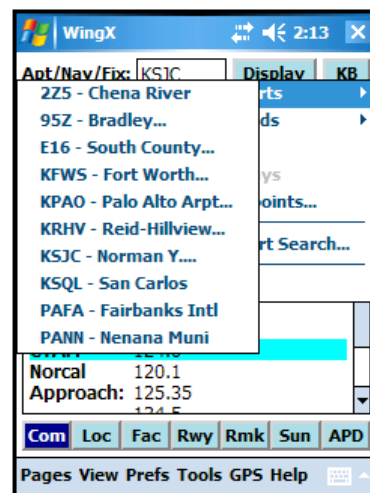 WingX 2:13
Apt/Nav/Fix: KSJC Display KB
2Z5 - Chena River
95Z - Bradley...
E16 - South County...
KFWS - Fort Worth...
KPAO - Palo Alto Arpt...
KRHV - Reid-Hillview...
KSJC - Norman Y....
KSQL - San Carlos
PAFA - Fairbanks Intl
PANN - Nenana Muni
rts
ds
ys
oints...
rt Search...
Norcal 120.1
Approach: 125.35
Com Loc Fac Rwy Rmk Sun APD
Pages View Prefs Tools GPS Help